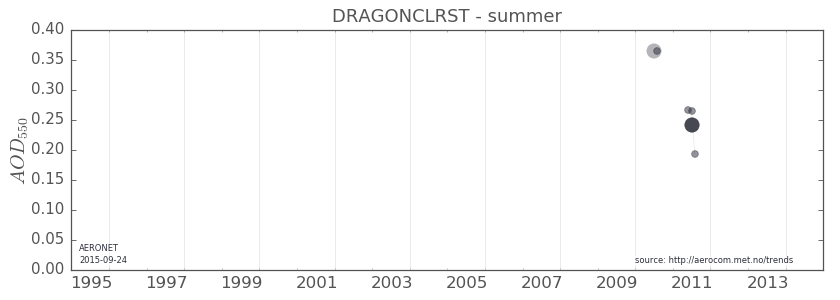 DRAGONCLRST - summer
0.40
0.35
0.30
0.25
0.20
0.15
0.10
0.05
0.00
AOD550
AERONET
2015-09-24
source: http://aerocom.met.no/trends
1995 1997 1999 2001 2003 2005 2007 2009 2011 2013